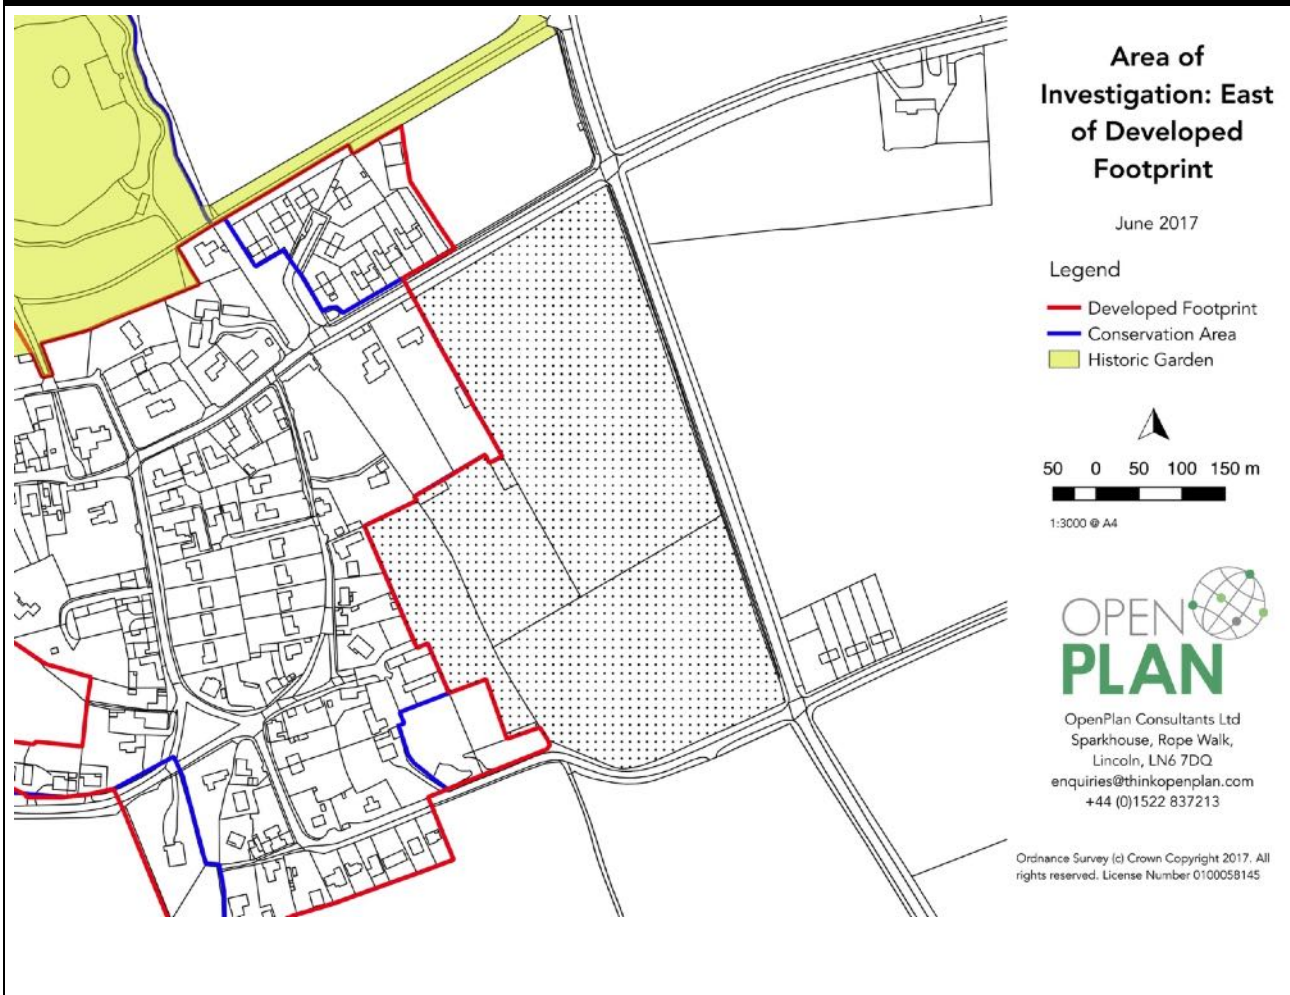 Area of
Investigation: East
of Developed
Footprint
June 2017
Legend
Developed Footprint
Conservation Area
Historic Garden
50 0 50 100 150 m
1:3000 @ A4
OPEN
PLAN
OpenPlan Consultants Ltd
Sparkhouse, Rope Walk,
Lincoln, LN6 7DQ
enquiries@thinkopenplan.com
+44 (0)1522 837213
Ordnance Survey (c) Crown Copyright 2017. All
rights reserved. License Number 0100058145